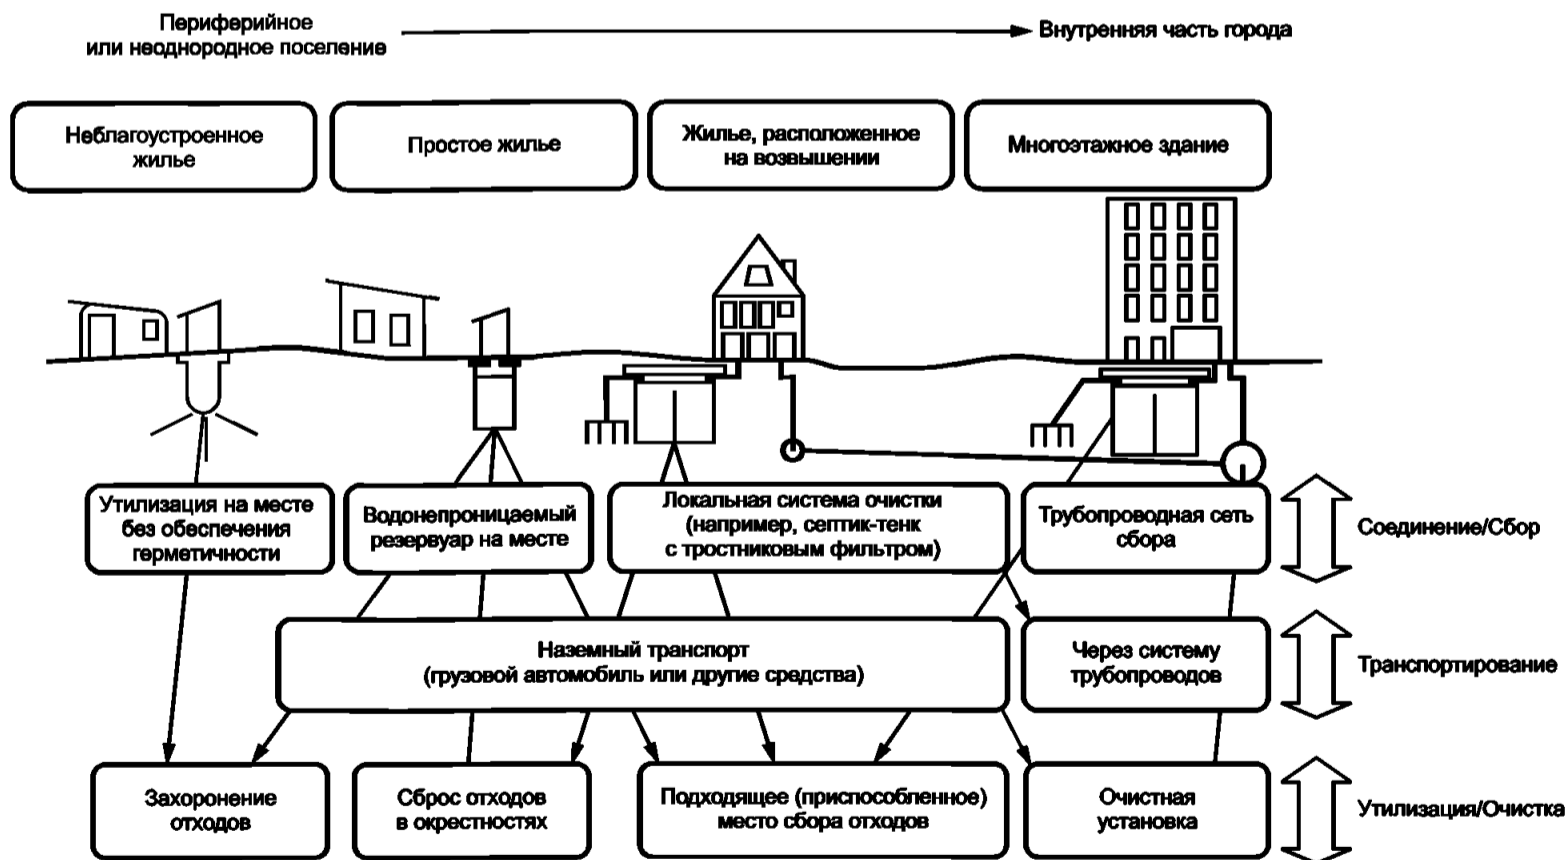 Периферийное
или неоднородное поселение
Внутренняя часть города
Неблагоустроенное
жилье
Простое жилье
Жилье, расположенное
на возвышении
Многоэтажное здание
Утилизация на месте
без обеспечения
герметичности
Водонепроницаемый
резервуар на месте
Локальная система очистки
(например, септик-тенк
с тростниковым фильтром)
Трубопроводная сеть
сбора
Соединение/Сбор
Наземный транспорт
(грузовой автомобиль или другие средства)
Через систему
трубопроводов
Транспортирование
Захоронение
отходов
Сброс отходов
в окрестностях
Подходящее (приспособленное)
место сбора отходов
Очистная
установка
Утилизация/Очистка